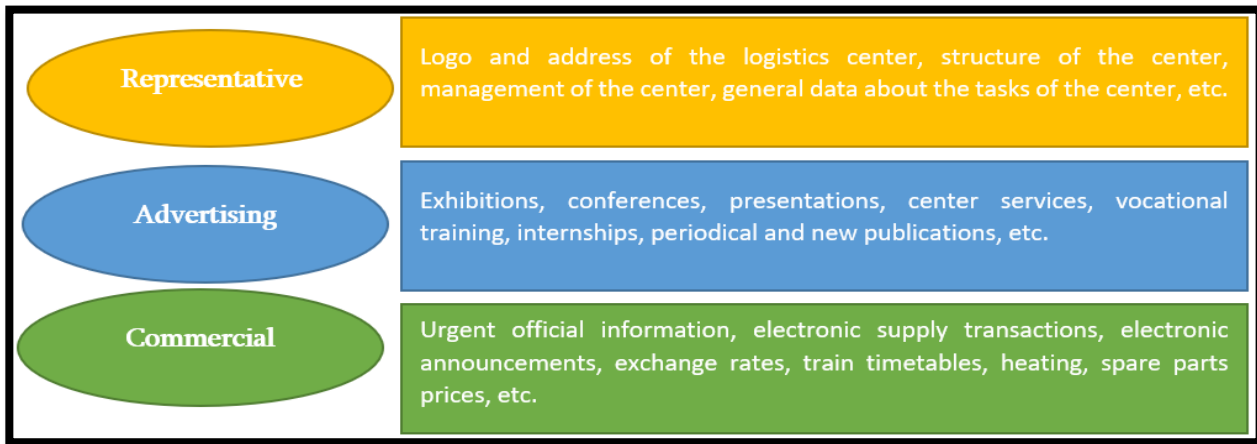 Representative
Logo and address of the logistics center, structure of the center,
management of the center, general data about the tasks of the center, etc.
Advertising
Exhibitions, conferences, presentations, center services, vocational
training, internships, periodical and new publications, etc.
Commercial
Urgent official information, electronic supply transactions, electronic
announcements, exchange rates, train timetables, heating, spare parts
prices, etc.